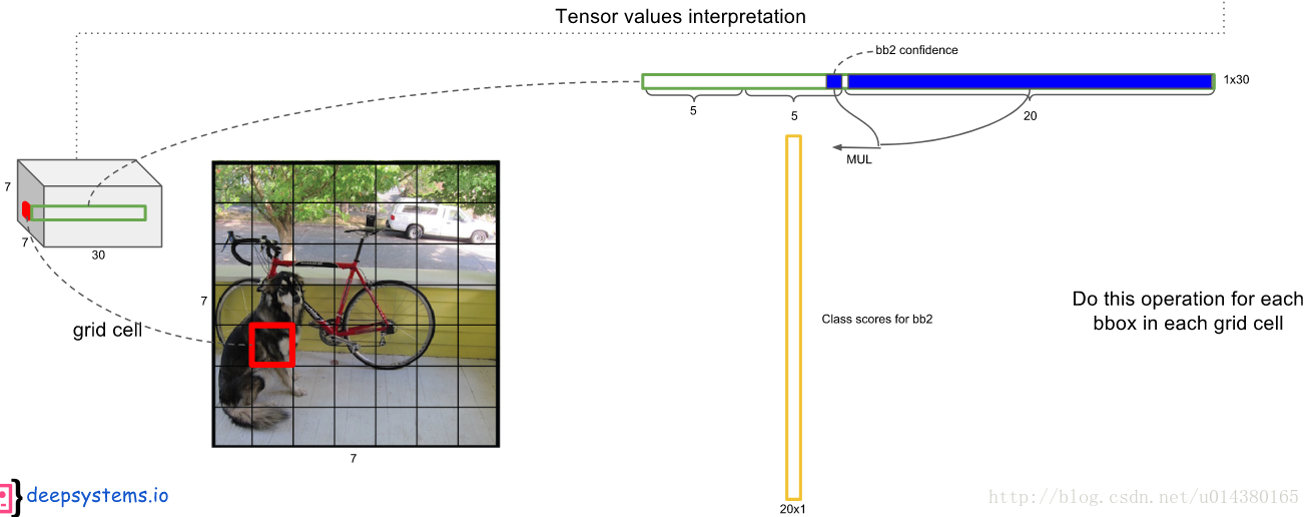 Tensor values interpretation
bb2 confidence
1x30
5
5
20
MUL
7
7
30
7
grid cell
7
Class scores for bb2
Do this operation for each
bbox in each grid cell
20x1
deepsystems.io
http://blog.csdn.net/u014380165